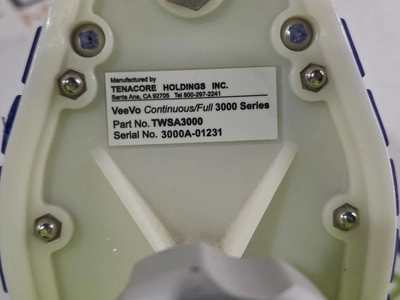 Manufactured by
TENACORE HOLDINGS INC.
Santa Ana, CA 92705 Tel 800-297-2241
VeeVo Continuous/Full 3000 Series
Part No. TWSA3000
Serial No. 3000A-01231